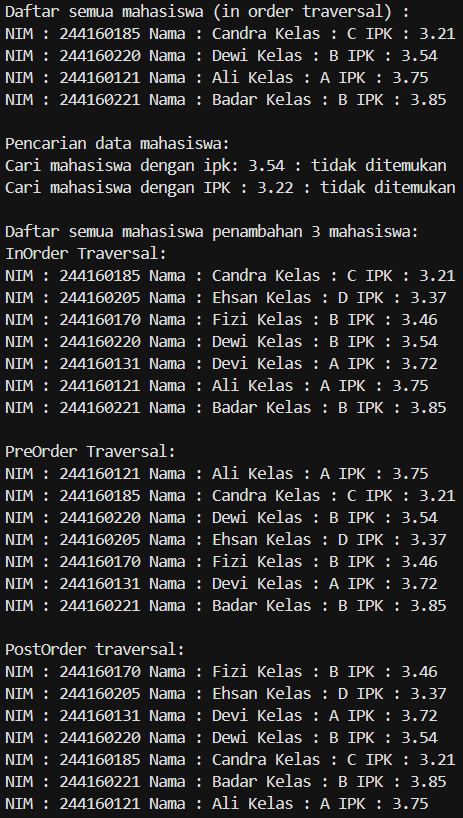 Daftar semua mahasiswa (in order traversal) :
NIM : 244160185 Nama : Candra Kelas : C IPK : 3.21
NIM : 244160220 Nama : Dewi Kelas : B IPK : 3.54
NIM : 244160121 Nama : Ali Kelas : A IPK : 3.75
NIM : 244160221 Nama : Badar Kelas : B IPK : 3.85
Pencarian data mahasiswa:
Cari mahasiswa dengan ipk: 3.54 : tidak ditemukan
Cari mahasiswa dengan IPK : 3.22 : tidak ditemukan
Daftar semua mahasiswa penambahan 3 mahasiswa:
InOrder Traversal:
NIM : 244160185 Nama : Candra Kelas : C IPK : 3.21
NIM : 244160205 Nama : Ehsan Kelas : D IPK : 3.37
NIM : 244160170 Nama : Fizi Kelas : B IPK : 3.46
NIM : 244160220 Nama : Dewi Kelas : B IPK : 3.54
NIM : 244160131 Nama : Devi Kelas : A IPK : 3.72
NIM : 244160121 Nama : Ali Kelas : A IPK : 3.75
NIM : 244160221 Nama : Badar Kelas : B IPK : 3.85
PreOrder Traversal:
NIM : 244160121 Nama : Ali Kelas : A IPK : 3.75
NIM : 244160185 Nama : Candra Kelas : C IPK : 3.21
NIM : 244160220 Nama : Dewi Kelas : B IPK : 3.54
NIM : 244160205 Nama : Ehsan Kelas : D IPK : 3.37
NIM : 244160170 Nama : Fizi Kelas : B IPK : 3.46
NIM : 244160131 Nama : Devi Kelas : A IPK : 3.72
NIM : 244160221 Nama : Badar Kelas : B IPK : 3.85
PostOrder traversal:
NIM : 244160170 Nama : Fizi Kelas : B IPK : 3.46
NIM : 244160205 Nama : Ehsan Kelas : D IPK : 3.37
NIM : 244160131 Nama : Devi Kelas : A IPK : 3.72
NIM : 244160220 Nama : Dewi Kelas : B IPK : 3.54
NIM : 244160185 Nama : Candra Kelas : C IPK : 3.21
NIM : 244160221 Nama : Badar Kelas : B IPK : 3.85
NIM : 244160121 Nama : Ali Kelas : A IPK : 3.75